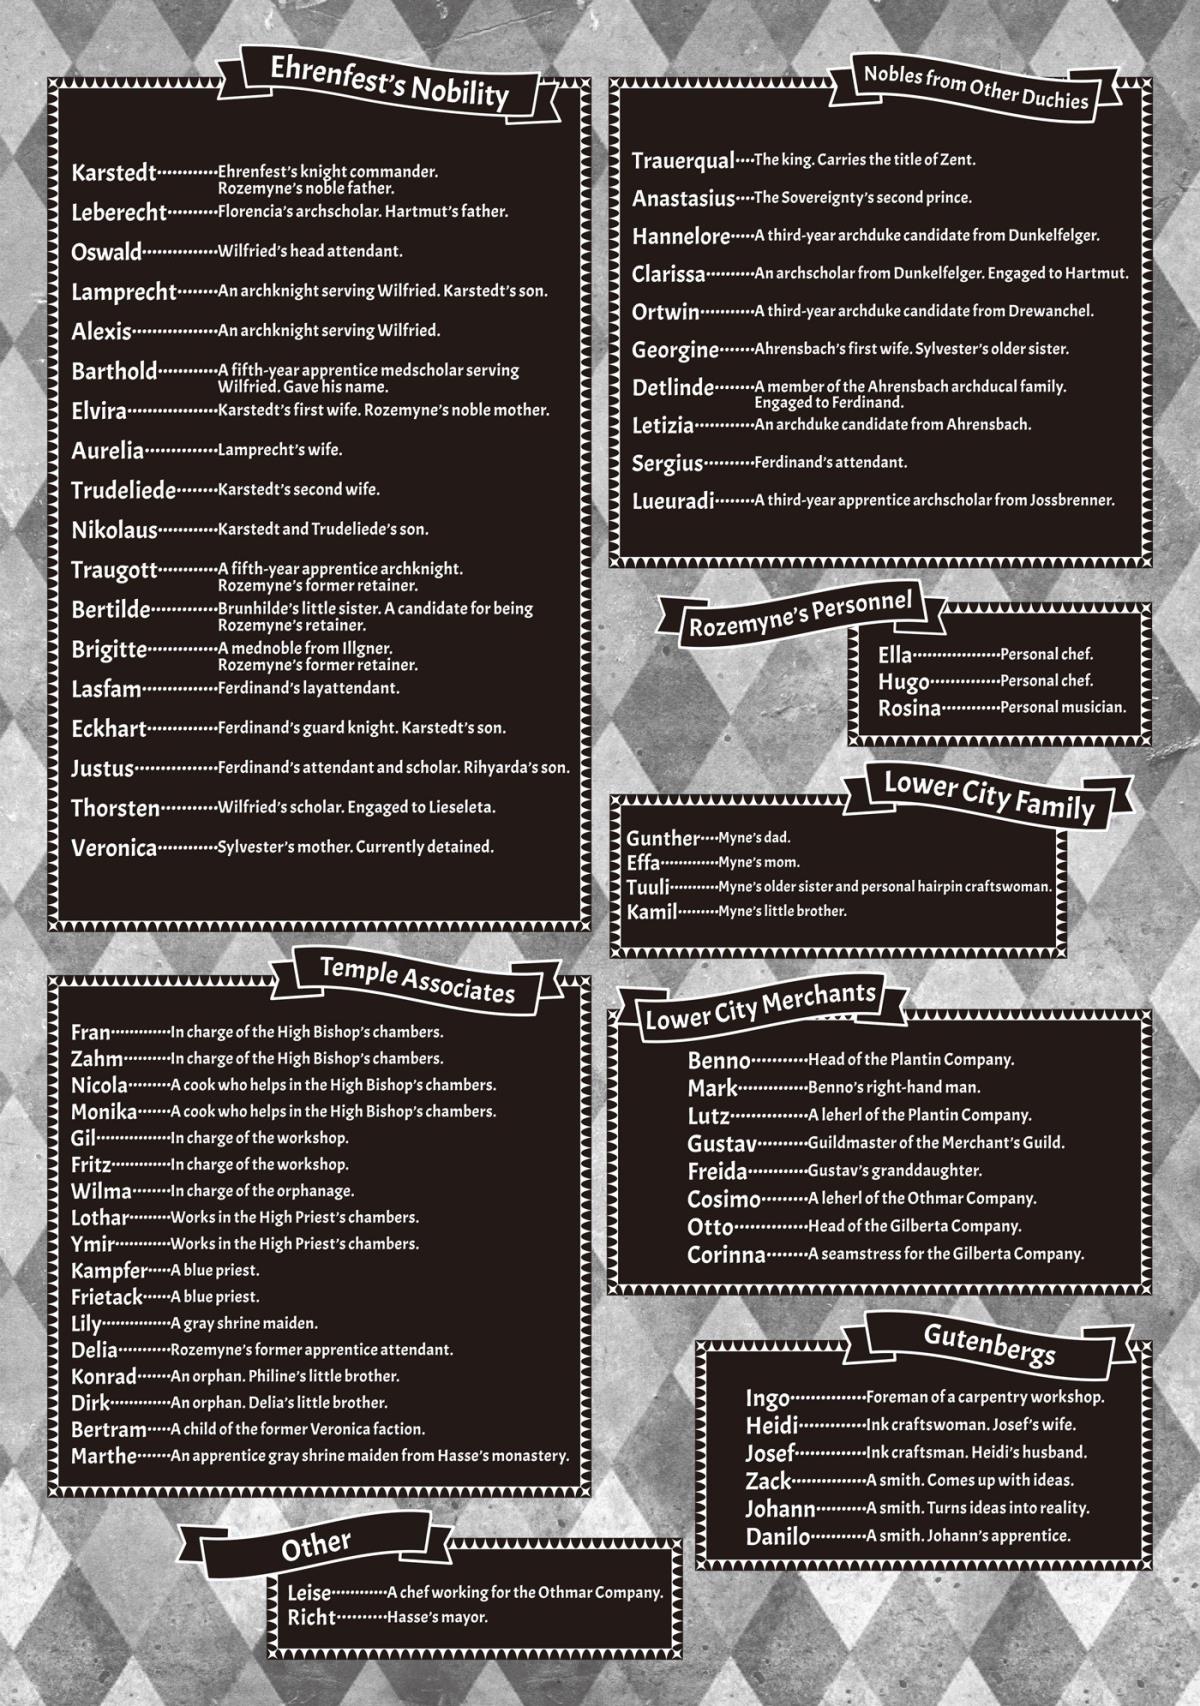 Ehrenfest's Nobility
Karstedt············Ehrenfest's knight commander.
Rozemyne's noble father.
Leberecht··········Florencia's archscholar. Hartmut's father.
Oswald···············Wilfried's head attendant.
Lamprecht········An archknight serving Wilfried. Karstedt's son.
Alexis·················An archknight serving Wilfried.
Barthold············A fifth-year apprentice medscholar serving
Wilfried. Gave his name.
Elvira··················Karstedt's first wife. Rozemyne's noble mother.
Aurelia··············Lamprecht's wife.
Trudeliede········Karstedt's second wife.
Nikolaus············Karstedt and Trudeliede's son.
Traugott············A fifth-year apprentice archknight.
Rozemyne's former retainer.
Bertilde·············Brunhilde's little sister. A candidate for being
Rozemyne's retainer.
Brigitte··············A mednoble from Illgner.
Rozemyne's former retainer.
Lasfam···············Ferdinand's layattendant.
Eckhart··············Ferdinand's guard knight. Karstedt's son.
Justus················Ferdinand's attendant and scholar. Rihyarda's son.
Thorsten···········Wilfried's scholar. Engaged to Lieseleta.
Veronica············Sylvester's mother. Currently detained.
Temple Associates
Fran·············In charge of the High Bishop's chambers.
Zahm··········In charge of the High Bishop's chambers.
Nicola·········A cook who helps in the High Bishop's chambers.
Monika·······A cook who helps in the High Bishop's chambers.
Gil················In charge of the workshop.
Fritz·············In charge of the workshop.
Wilma········In charge of the orphanage.
Lothar·········Works in the High Priest's chambers.
Ymir············Works in the High Priest's chambers.
Kampfer·····A blue priest.
Frietack······A blue priest.
Lily···············A gray shrine maiden.
Delia···········Rozemyne's former apprentice attendant.
Konrad·······An orphan. Philine's little brother.
Dirk·············An orphan. Delia's little brother.
Bertram·····A child of the former Veronica faction.
Marthe·······An apprentice gray shrine maiden from Hasse's monastery.
Other
Leise···········A chef working for the Othmar Company.
Richt··········Hasse's mayor.
Nobles from Other Duchies
Trauerqual····The king. Carries the title of Zent.
Anastasius····The Sovereignty's second prince.
Hannelore·····A third-year archduke candidate from Dunkelfelger.
Clarissa··········An archscholar from Dunkelfelger. Engaged to Hartmut.
Ortwin···········A third-year archduke candidate from Drewanchel.
Georgine·······Ahrensbach's first wife. Sylvester's older sister.
Detlinde········A member of the Ahrensbach archducal family.
Engaged to Ferdinand.
Letizia············An archduke candidate from Ahrensbach.
Sergius··········Ferdinand's attendant.
Lueuradi········A third-year apprentice archscholar from Jossbrenner.
Rozemyne's Personnel
Ella··················Personal chef.
Hugo··············Personal chef.
Rosina············Personal musician.
Lower City Family
Gunther····Myne's dad.
Effa············Myne's mom.
Tuuli··········Myne's older sister and personal hairpin craftswoman.
Kamil·········Myne's little brother.
Lower City Merchants
Benno···········Head of the Plantin Company.
Mark·············Benno's right-hand man.
Lutz···············A leherl of the Plantin Company.
Gustav··········Guildmaster of the Merchant's Guild.
Freida············Gustav's granddaughter.
Cosimo·········A leherl of the Othmar Company.
Otto··············Head of the Gilberta Company.
Corinna········A seamstress for the Gilberta Company.
Gutenbergs
Ingo···············Foreman of a carpentry workshop.
Heidi·············Ink craftswoman. Josef's wife.
Josef··············Ink craftsman. Heidi's husband.
Zack··············A smith. Comes up with ideas.
Johann··········A smith. Turns ideas into reality.
Danilo···········A smith. Johann's apprentice.